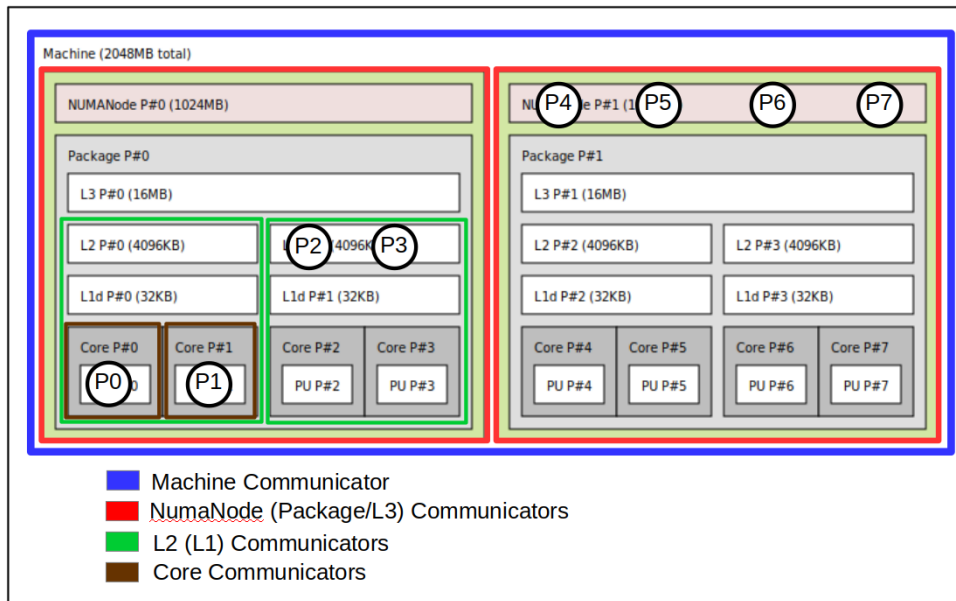 Machine (2048MB total)
NUMANode P#0 (1024MB)
P4 P5 P6 P7
Package P#0
Package P#1
L3 P#0 (16MB)
L3 P#1 (16MB)
L2 P#0 (4096KB)
P2 P3
L2 P#2 (4096KB)
L2 P#3 (4096KB)
L1d P#0 (32KB)
L1d P#1 (32KB)
L1d P#2 (32KB)
L1d P#3 (32KB)
Core P#0
Core P#1
Core P#2
Core P#3
Core P#4
Core P#5
Core P#6
Core P#7
P0
P1
PU P#2
PU P#3
PU P#4
PU P#5
PU P#6
PU P#7
Machine Communicator
NumaNode (Package/L3) Communicators
L2 (L1) Communicators
Core Communicators